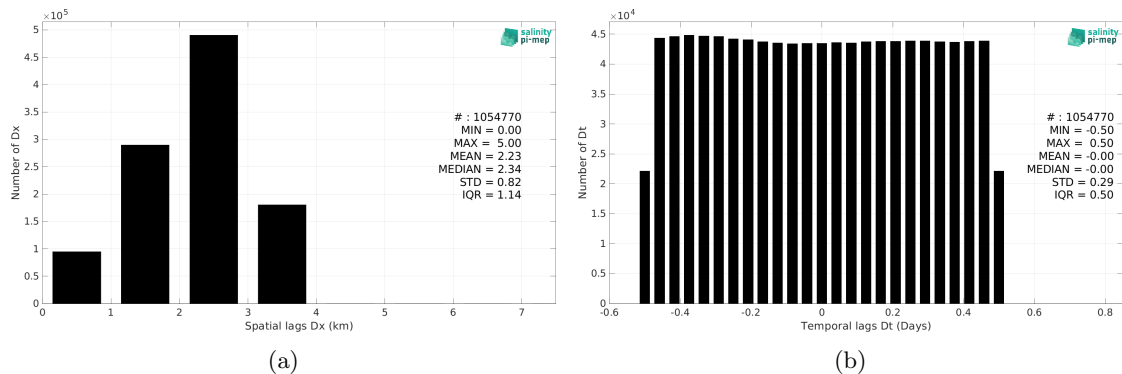 ×10⁵
5
4.5
4
3.5
3
2.5
2
1.5
1
0.5
0
Number of Dx
0 1 2 3 4 5 6 7
Spatial lags Dx (km)
salinity
pi-mep
# : 1054770
MIN = 0.00
MAX = 5.00
MEAN = 2.23
MEDIAN = 2.34
STD = 0.82
IQR = 1.14
(a)
×10⁴
4.5
4
3.5
3
2.5
2
1.5
1
0.5
0
Number of Dt
-0.6 -0.4 -0.2 0 0.2 0.4 0.6 0.8
Temporal lags Dt (Days)
salinity
pi-mep
# : 1054770
MIN = -0.50
MAX = 0.50
MEAN = -0.00
MEDIAN = -0.00
STD = 0.29
IQR = 0.50
(b)